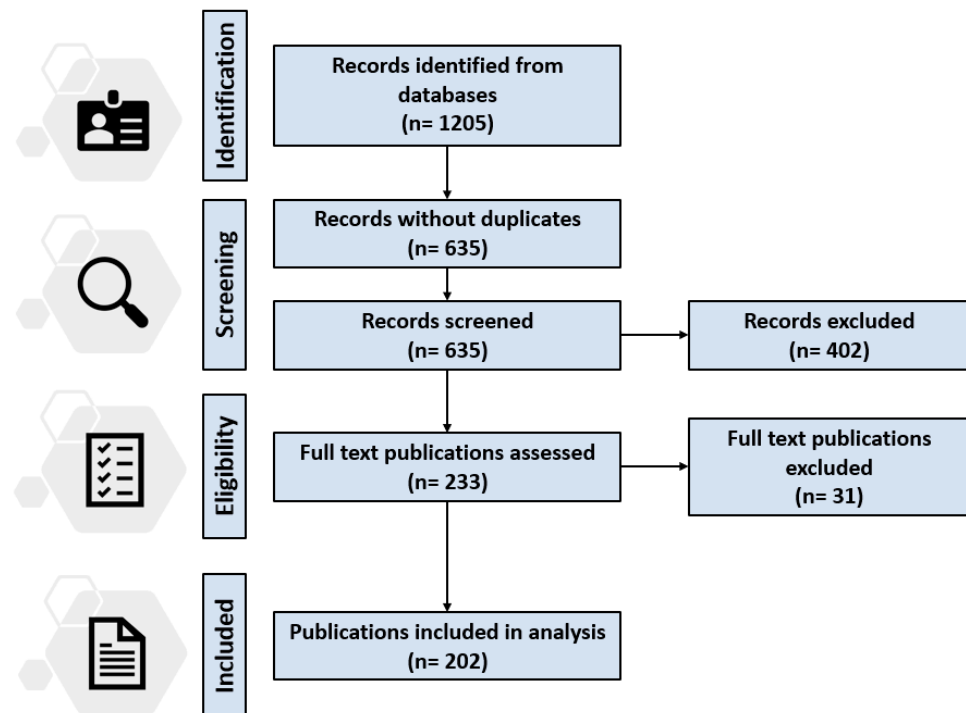 Identification
Records identified from
databases
(n= 1205)
Screening
Records without duplicates
(n= 635)
Records screened
(n= 635)
Records excluded
(n= 402)
Eligibility
Full text publications assessed
(n= 233)
Full text publications
excluded
(n= 31)
Included
Publications included in analysis
(n= 202)